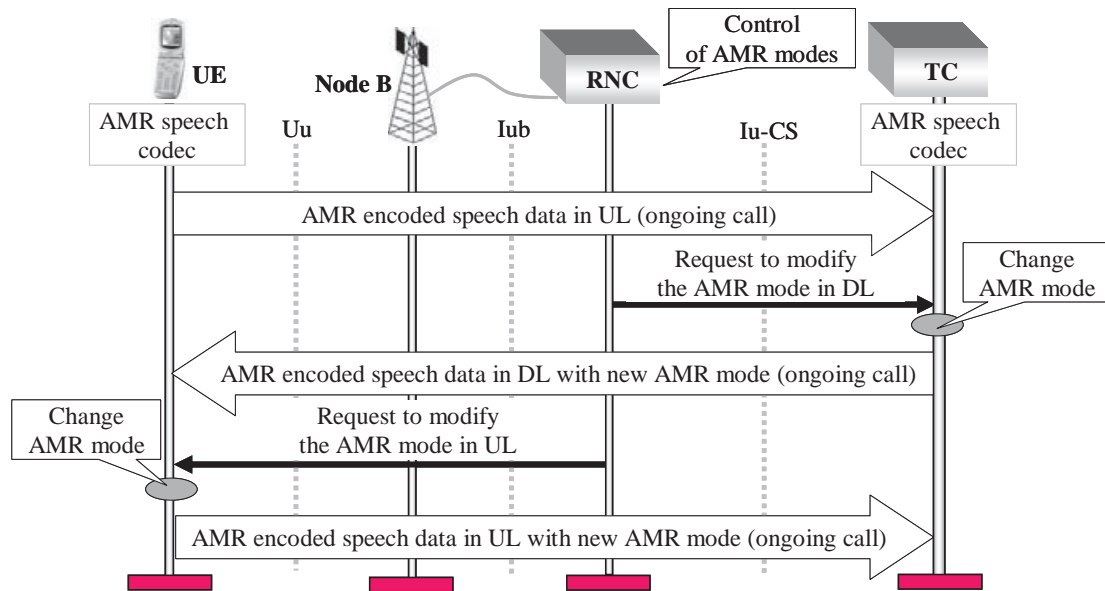 Control
of AMR modes
UE
Node B
RNC
TC
AMR speech
codec
Uu
Iub
Iu-CS
AMR speech
codec
AMR encoded speech data in UL (ongoing call)
Request to modify
the AMR mode in DL
Change
AMR mode
AMR encoded speech data in DL with new AMR mode (ongoing call)
Change
AMR mode
Request to modify
the AMR mode in UL
AMR encoded speech data in UL with new AMR mode (ongoing call)